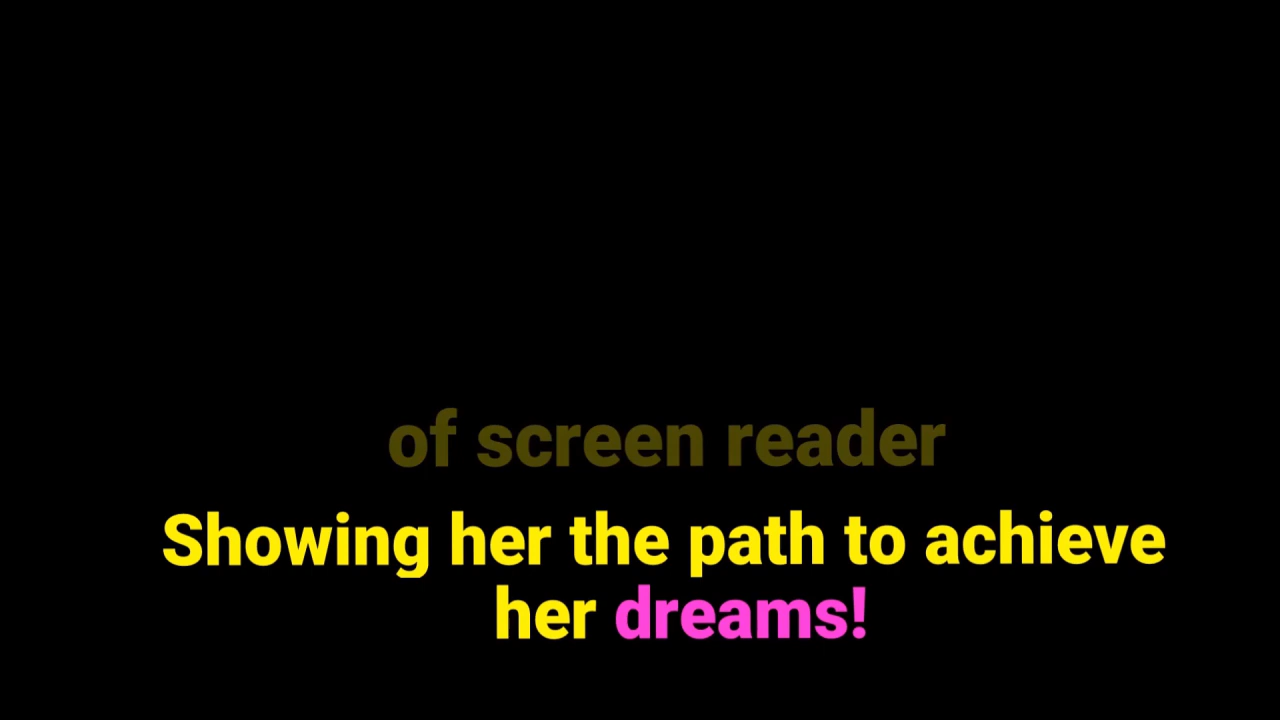 of screen reader
Showing her the path to achieve
her dreams!